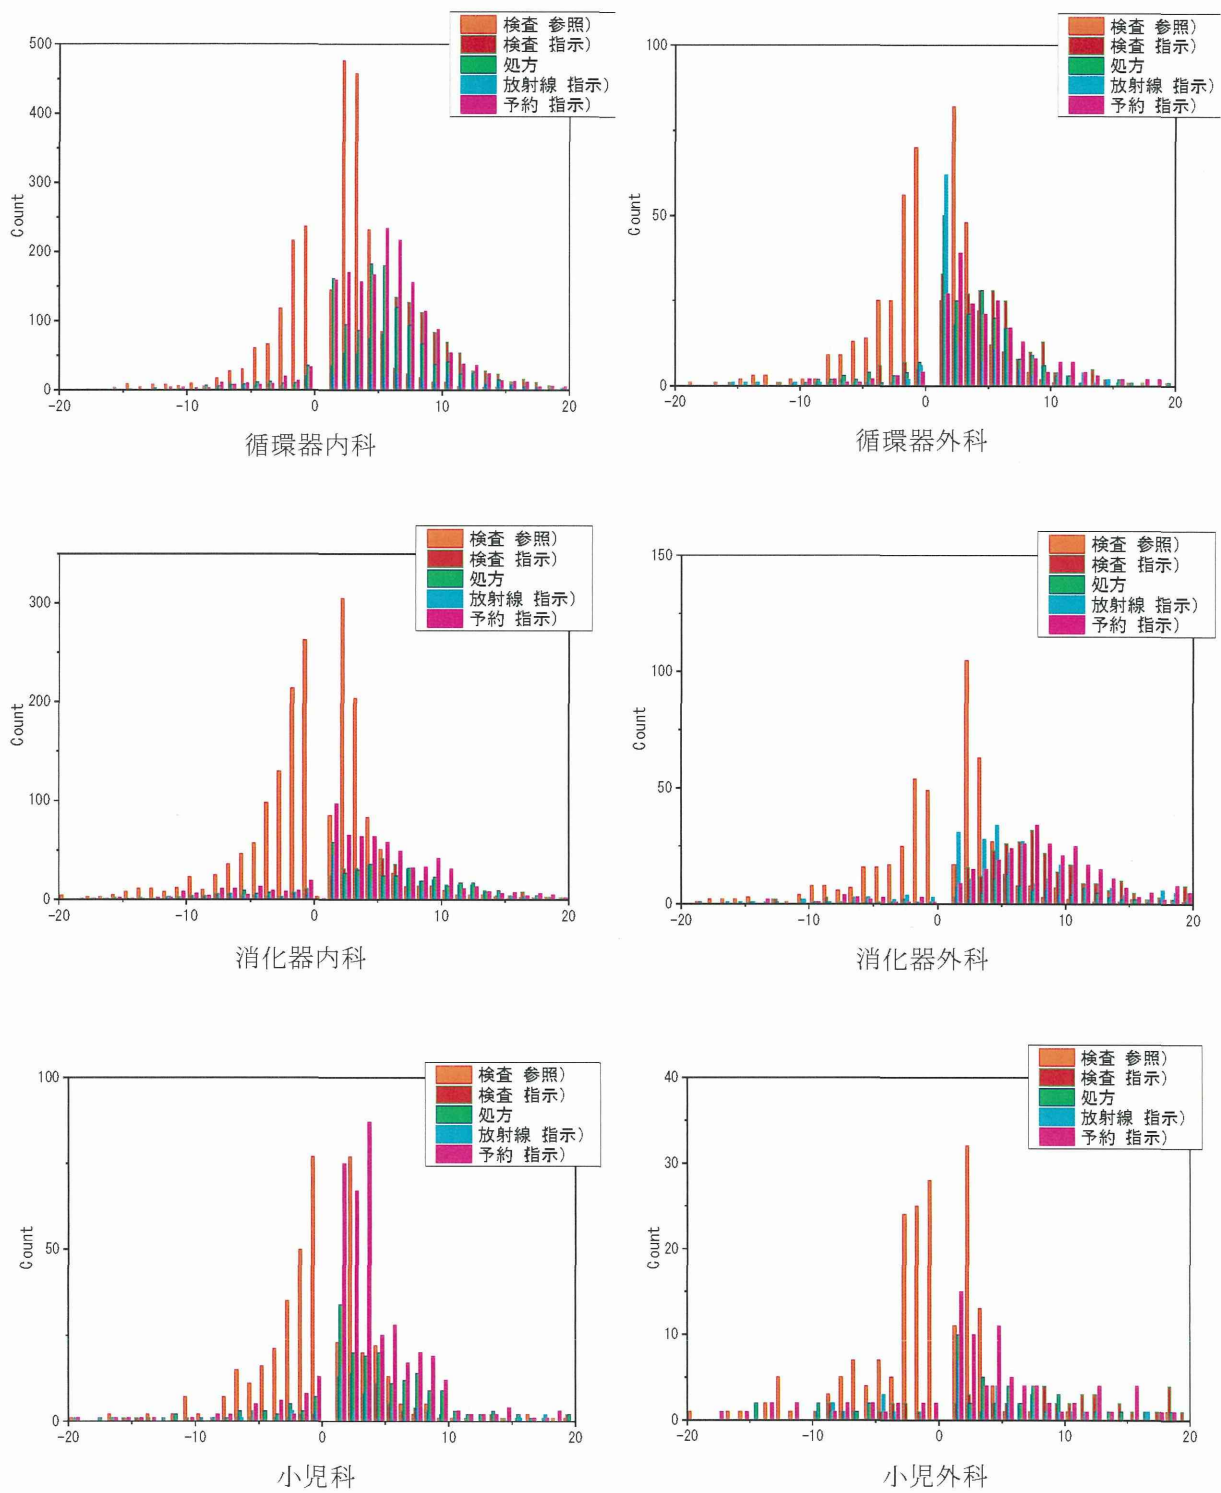 検査 参照)
検査 指示)
処方
放射線 指示)
予約 指示)
500
400
300
200
100
0
Count
-20 -10 0 10 20
循環器内科
検査 参照)
検査 指示)
処方
放射線 指示)
予約 指示)
100
50
0
Count
-20 -10 0 10 20
循環器外科
検査 参照)
検査 指示)
処方
放射線 指示)
予約 指示)
300
200
100
0
Count
-20 -10 0 10 20
消化器内科
検査 参照)
検査 指示)
処方
放射線 指示)
予約 指示)
150
100
50
0
Count
-20 -10 0 10 20
消化器外科
検査 参照)
検査 指示)
処方
放射線 指示)
予約 指示)
100
50
0
Count
-20 -10 0 10 20
小児科
検査 参照)
検査 指示)
処方
放射線 指示)
予約 指示)
40
30
20
10
0
Count
-20 -10 0 10 20
小児外科